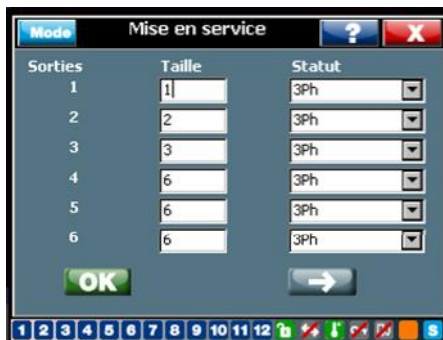 Mode Mise en service ? X
Sorties Taille Statut
1 1 3Ph
2 2 3Ph
3 3 3Ph
4 6 3Ph
5 6 3Ph
6 6 3Ph
OK
1 2 3 4 5 6 7 8 9 10 11 12 S